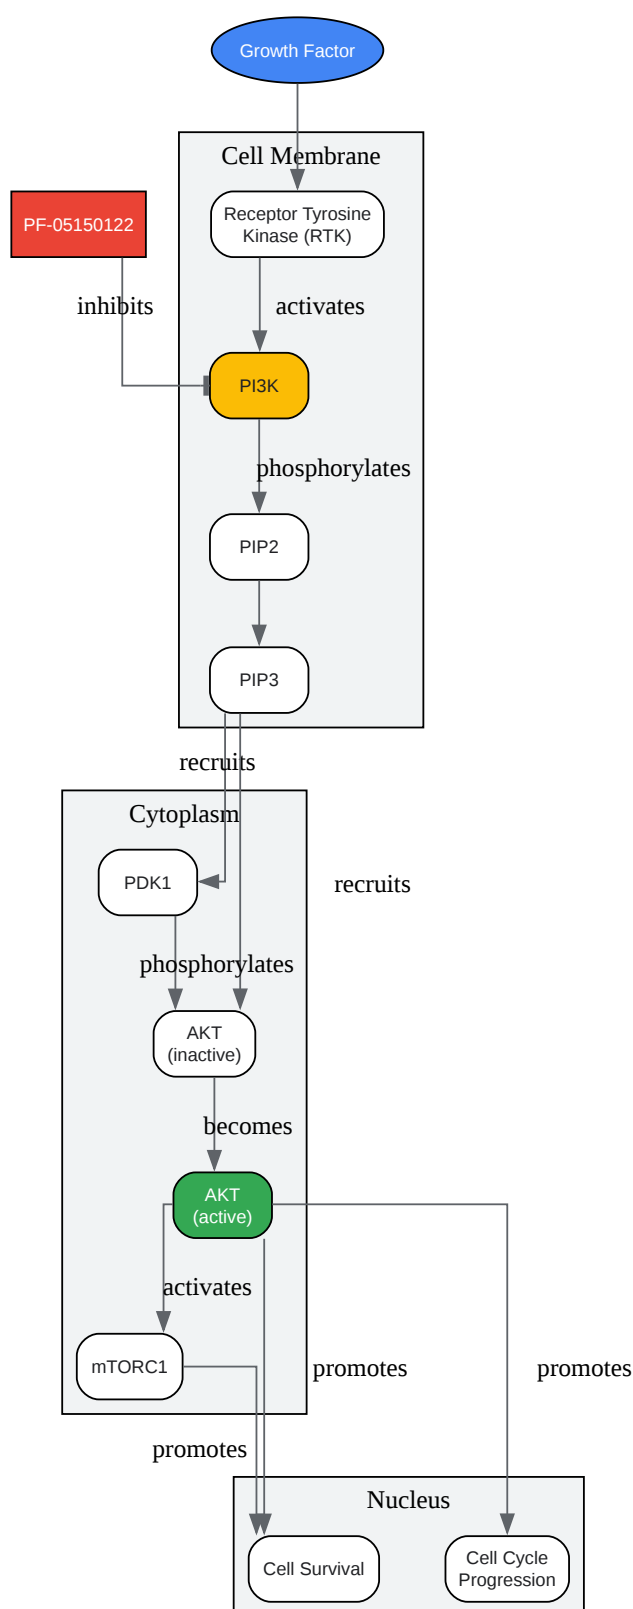 Growth Factor
Cell Membrane
PF-05150122
Receptor Tyrosine
Kinase (RTK)
inhibits
activates
PI3K
phosphorylates
PIP2
PIP3
recruits
Cytoplasm
PDK1
recruits
phosphorylates
AKT
(inactive)
becomes
AKT
(active)
activates
mTORC1
promotes
promotes
promotes
Nucleus
Cell Survival
Cell Cycle
Progression